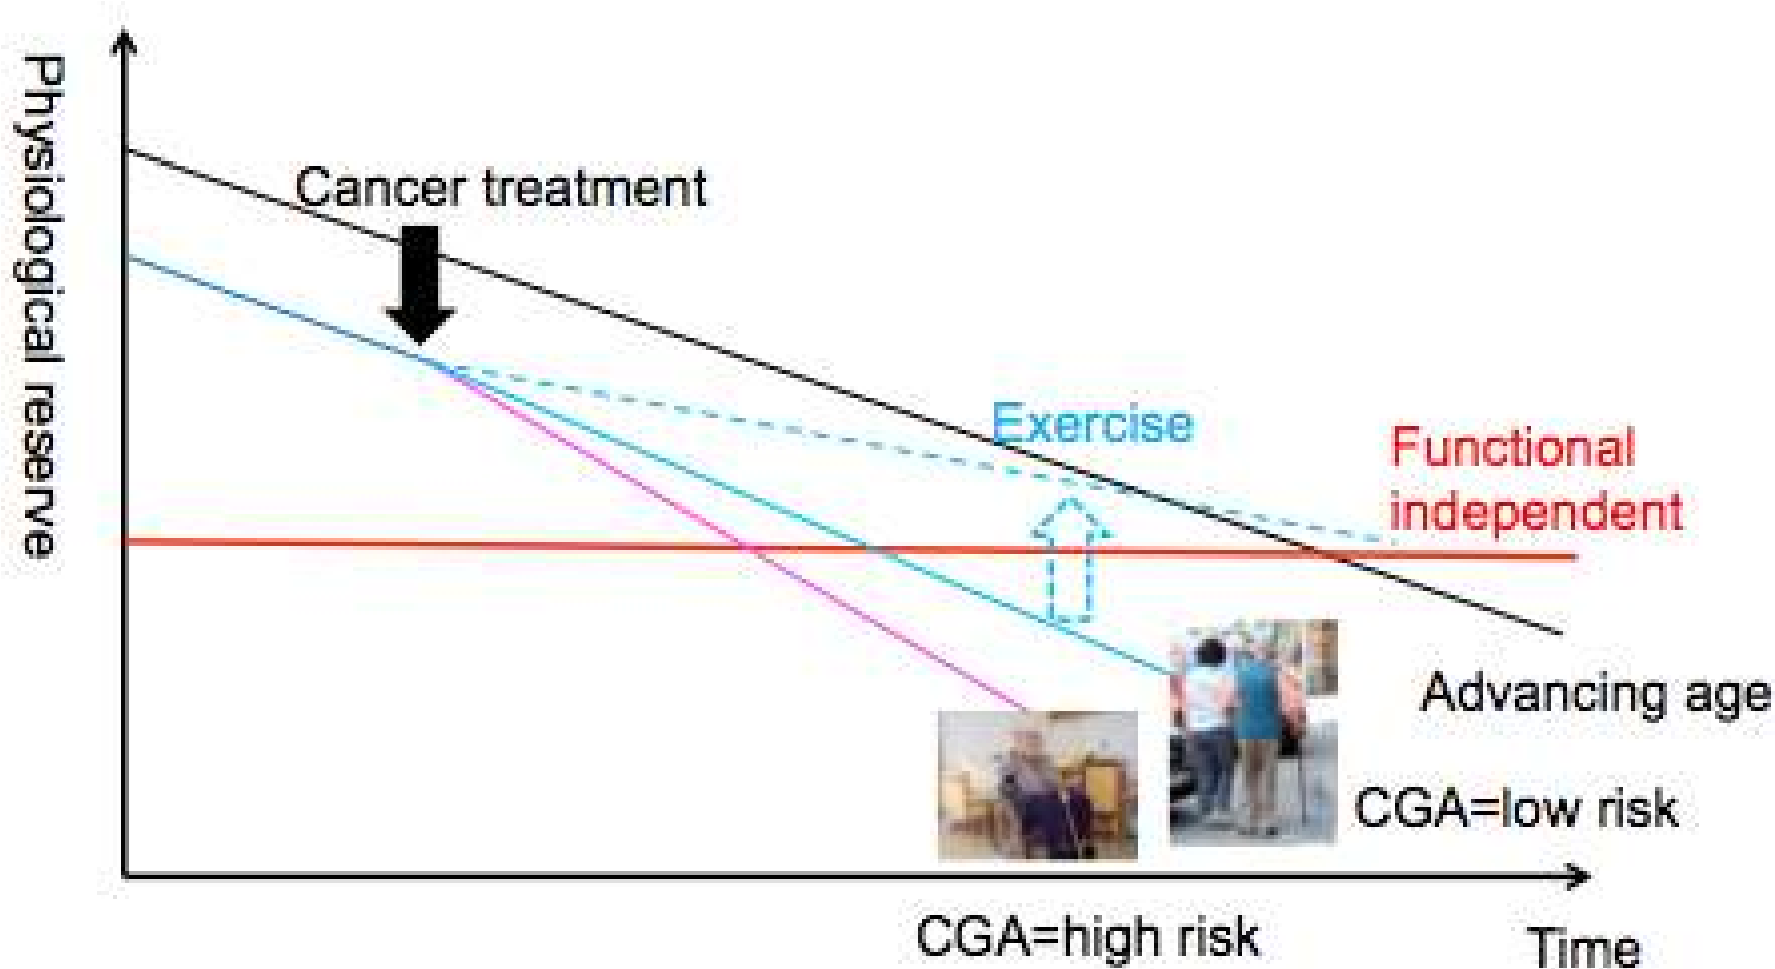 Physiological reserve
Cancer treatment
Exercise
Functional
independent
Advancing age
CGA=low risk
CGA=high risk
Time